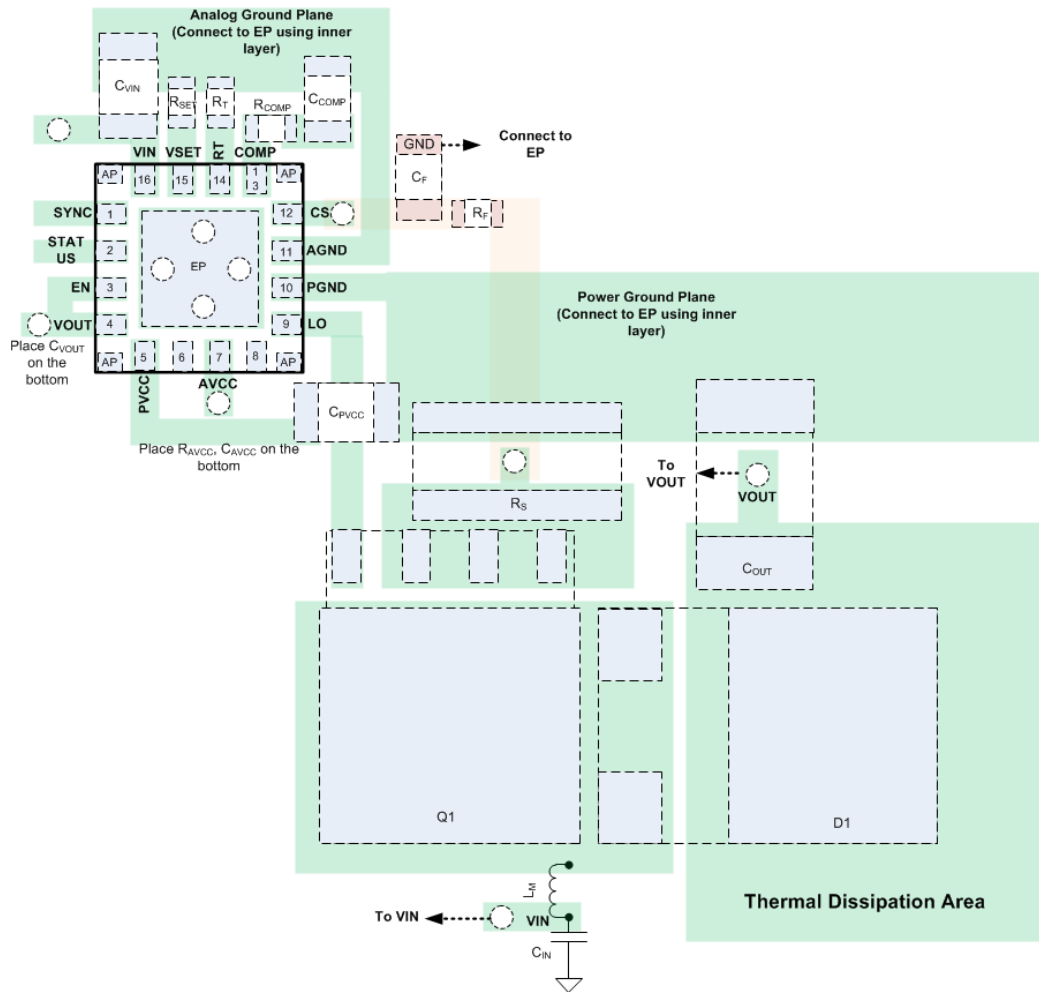 Analog Ground Plane
(Connect to EP using inner
layer)
CVIN
RSET
RT
RCOMP
CCOMP
GND
Connect to
EP
CF
RF
VIN
VSET
RT
COMP
AP
16
15
14
1
3
AP
SYNC
1
12
CS
STAT
US
2
EP
11
AGND
EN
3
10
PGND
VOUT
4
9
LO
Place CVOUT
on the
bottom
AP
5
6
7
8
AP
PVCC
AVCC
Power Ground Plane
(Connect to EP using inner
layer)
CPVCC
Place RAVCC, CAVCC on the
bottom
To
VOUT
VOUT
RS
COUT
Q1
D1
LM
To VIN
VIN
CIN
Thermal Dissipation Area